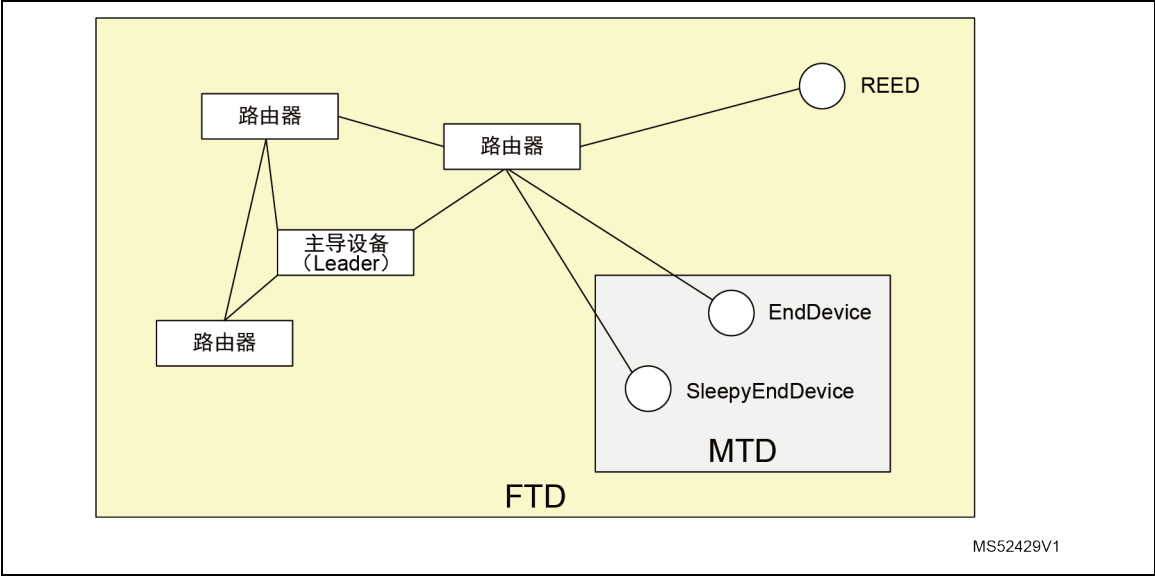 REED
路由器
路由器
主导设备
（Leader）
路由器
EndDevice
SleepyEndDevice
MTD
FTD
MS52429V1